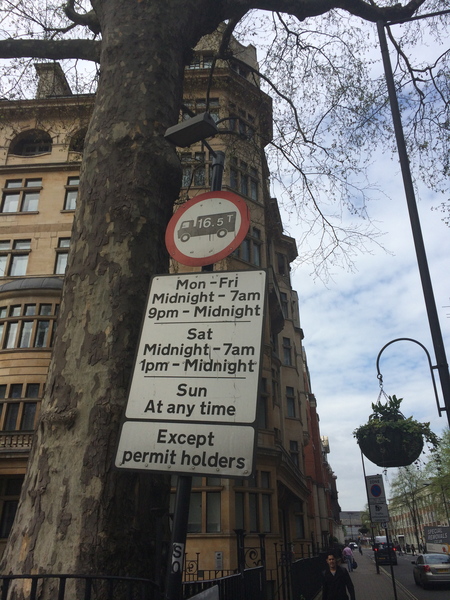 16.5T
Mon-Fri
Midnight-7am
9pm-Midnight
Sat
Midnight-7am
1pm-Midnight
Sun
At any time
Except
permit holders